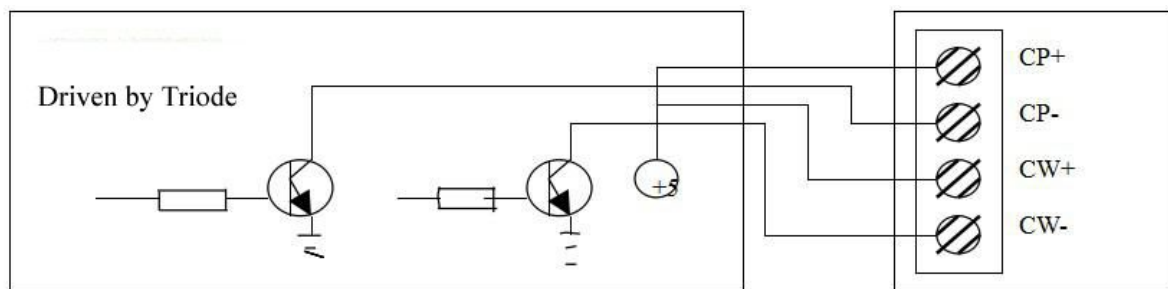 Driven by Triode
+5
CP+
CP-
CW+
CW-